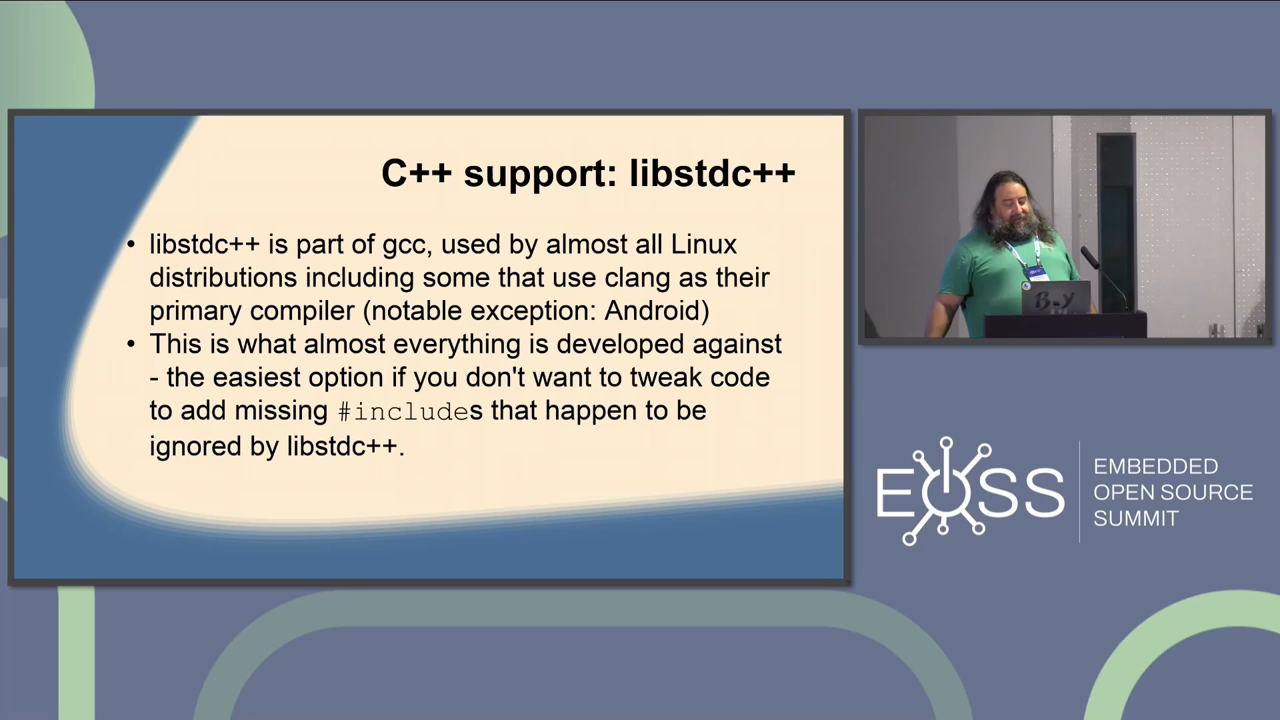 C++ support: libstdc++
• libstdc++ is part of gcc, used by almost all Linux
distributions including some that use clang as their
primary compiler (notable exception: Android)
• This is what almost everything is developed against
- the easiest option if you don't want to tweak code
to add missing #includes that happen to be
ignored by libstdc++.
EOSS
EMBEDDED
OPEN SOURCE
SUMMIT